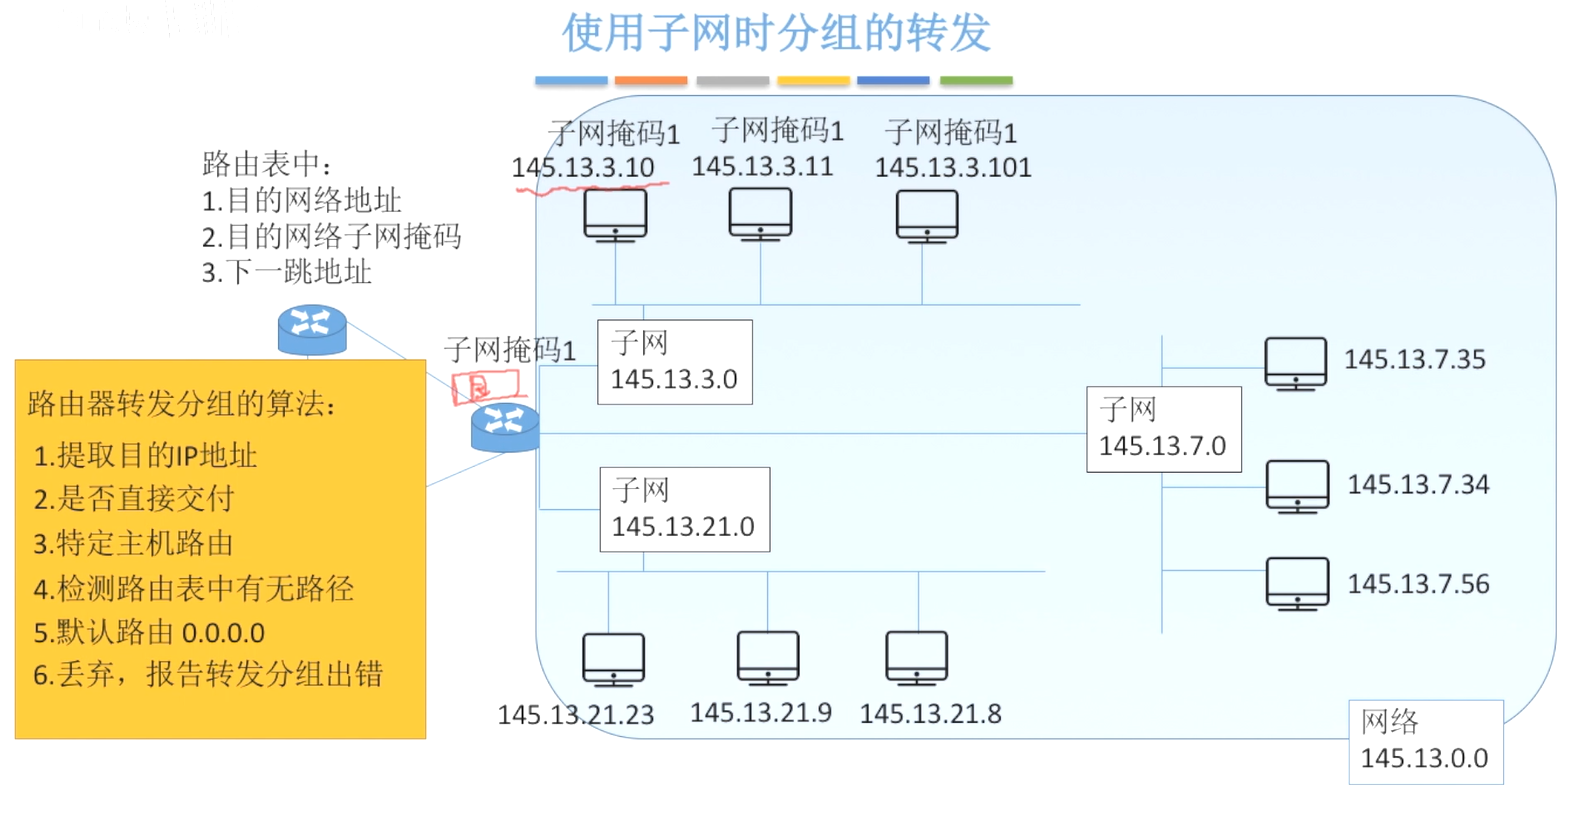 使用子网时分组的转发
子网掩码1
子网掩码1
子网掩码1
145.13.3.10
145.13.3.11
145.13.3.101
路由表中：
1.目的网络地址
2.目的网络子网掩码
3.下一跳地址
子网掩码1
子网
145.13.3.0
145.13.7.35
子网
145.13.7.0
路由器转发分组的算法：
1.提取目的IP地址
2.是否直接交付
3.特定主机路由
4.检测路由表中有无路径
5.默认路由 0.0.0.0
6.丢弃，报告转发分组出错
子网
145.13.21.0
145.13.7.34
145.13.7.56
145.13.21.23
145.13.21.9
145.13.21.8
网络
145.13.0.0